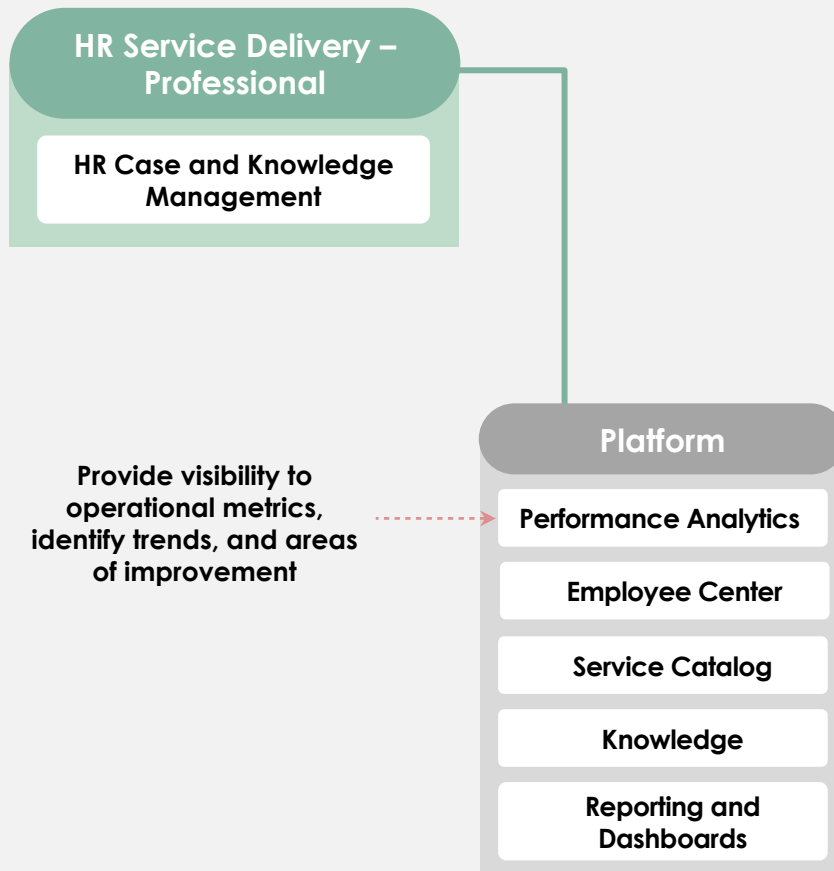 HR Service Delivery –
Professional
HR Case and Knowledge
Management
Platform
Provide visibility to
operational metrics,
identify trends, and areas
of improvement
Performance Analytics
Employee Center
Service Catalog
Knowledge
Reporting and
Dashboards